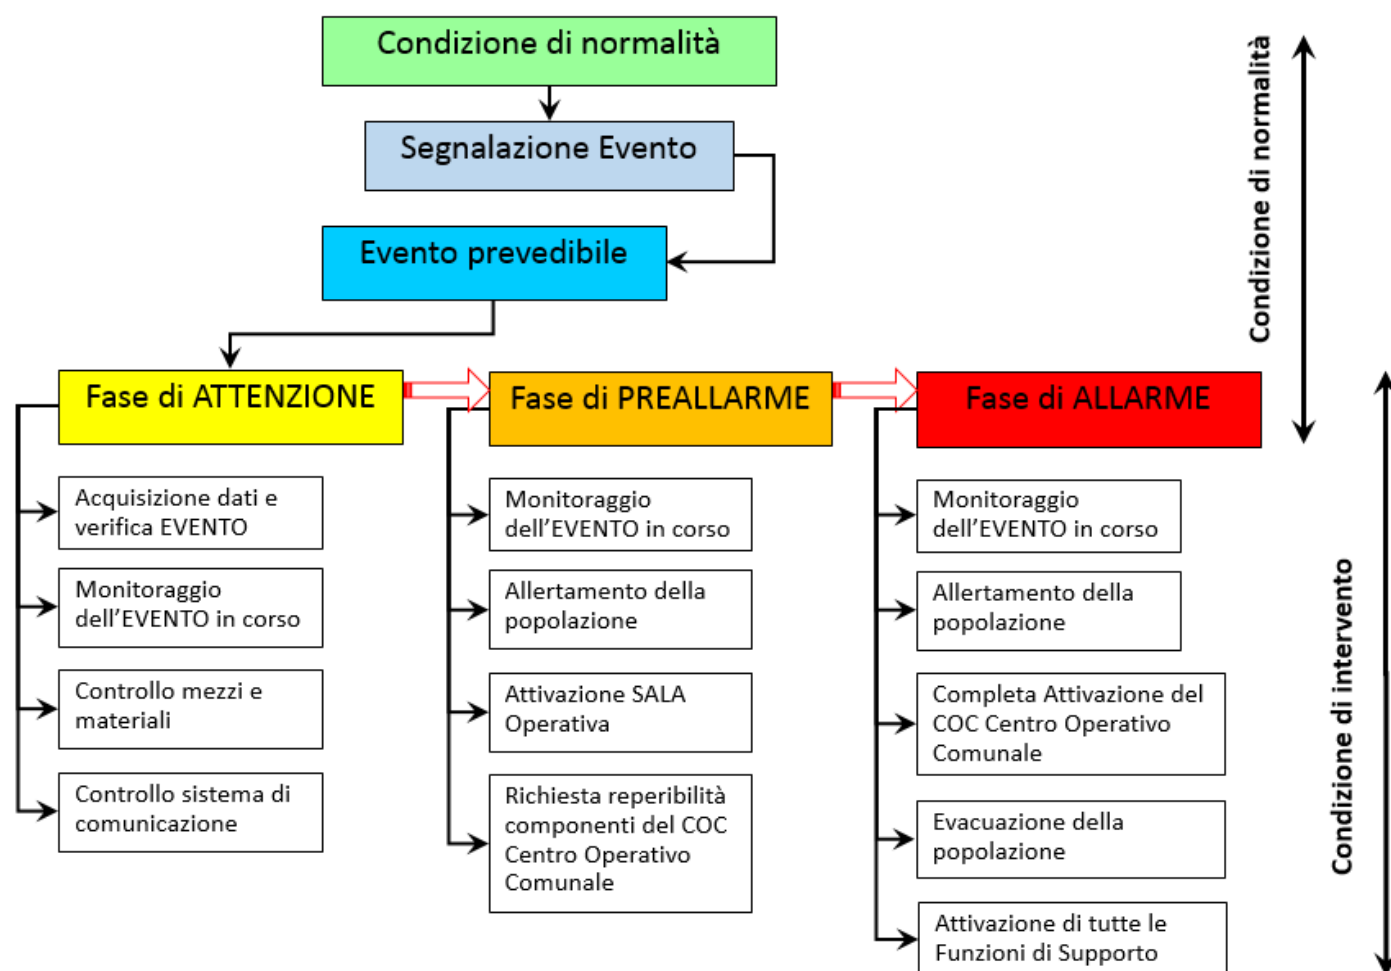 Condizione di normalità
Segnalazione Evento
Evento prevedibile
Fase di ATTENZIONE
Acquisizione dati e
verifica EVENTO
Monitoraggio
dell'EVENTO in corso
Controllo mezzi e
materiali
Controllo sistema di
comunicazione
Fase di PREALLARME
Monitoraggio
dell'EVENTO in corso
Allertamento della
popolazione
Attivazione SALA
Operativa
Richiesta reperibilità
componenti del COC
Centro Operativo
Comunale
Fase di ALLARME
Monitoraggio
dell'EVENTO in corso
Allertamento della
popolazione
Completa Attivazione del
COC Centro Operativo
Comunale
Evacuazione della
popolazione
Attivazione di tutte le
Funzioni di Supporto
Condizione di normalità
Condizione di intervento